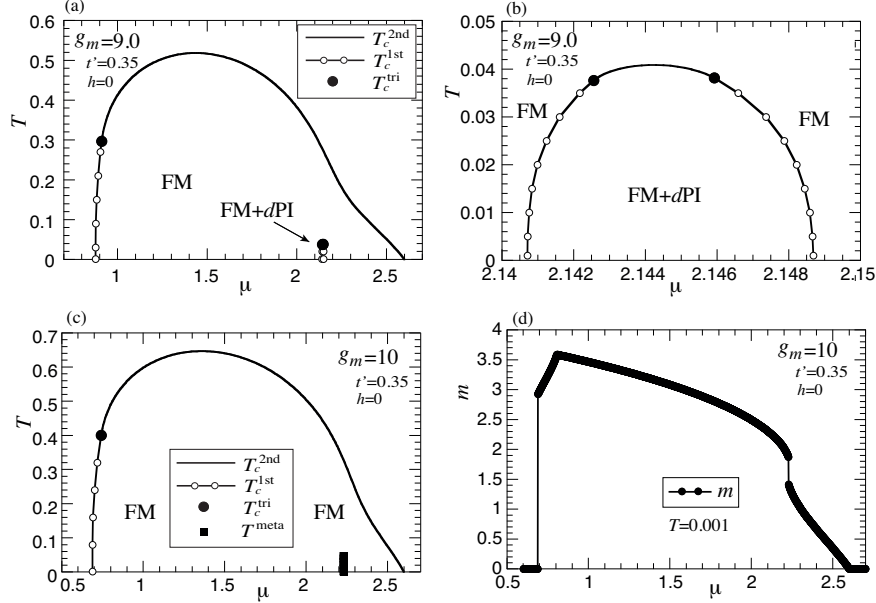 (a)
g_m=9.0
t'=0.35
h=0
T_c^2nd
T_c^1st
T_c^tri
FM
FM+dPI
0.6
0.5
0.4
0.3
0.2
0.1
0
T
1
1.5
2
2.5
μ
(b)
g_m=9.0
t'=0.35
h=0
FM
FM
FM+dPI
0.05
0.04
0.03
0.02
0.01
0
T
2.14
2.142
2.144
2.146
2.148
2.15
μ
(c)
g_m=10
t'=0.35
h=0
T_c^2nd
T_c^1st
T_c^tri
T^meta
FM
FM
0.7
0.6
0.5
0.4
0.3
0.2
0.1
0
T
0.5
1
1.5
2
2.5
μ
(d)
g_m=10
t'=0.35
h=0
m
T=0.001
4
3.5
3
2.5
2
1.5
1
0.5
0
m
0.5
1
1.5
2
2.5
μ